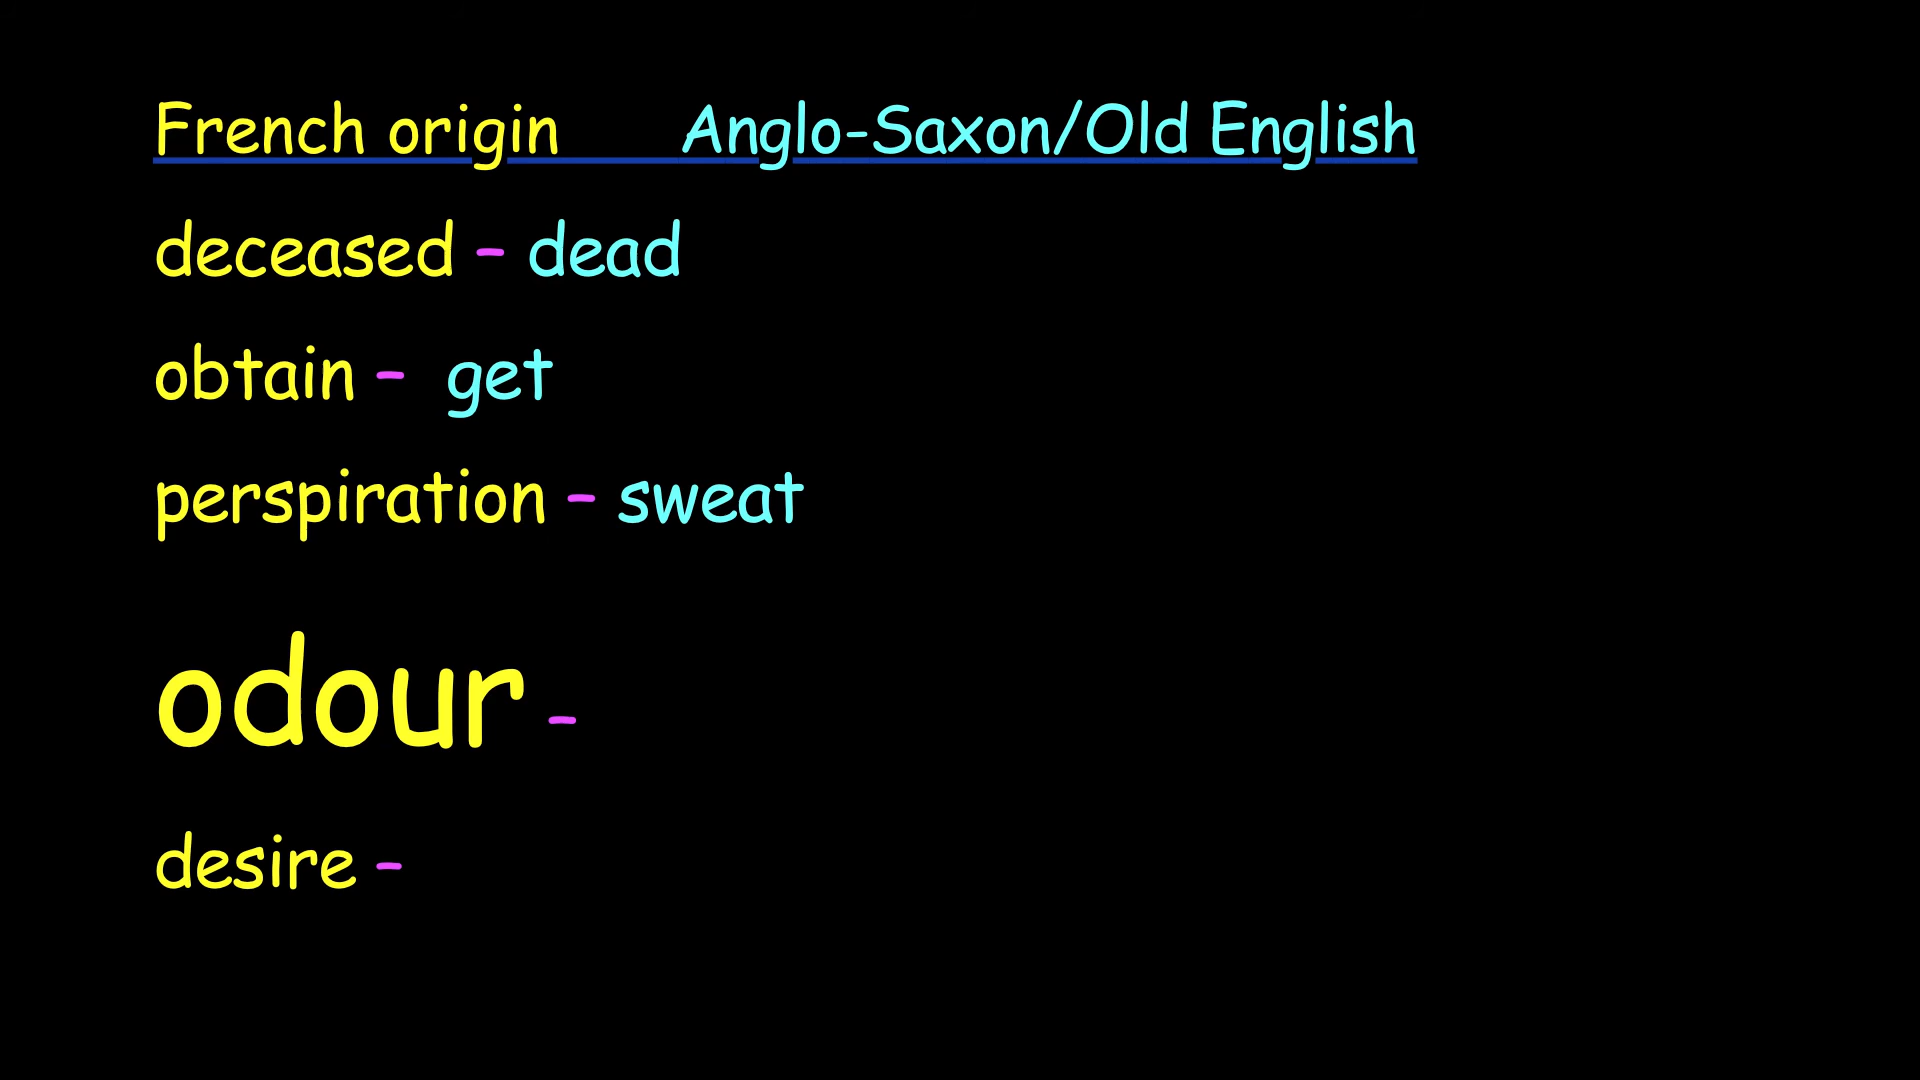 French origin Anglo-Saxon/Old English
deceased - dead
obtain - get
perspiration - sweat
odour -
desire -